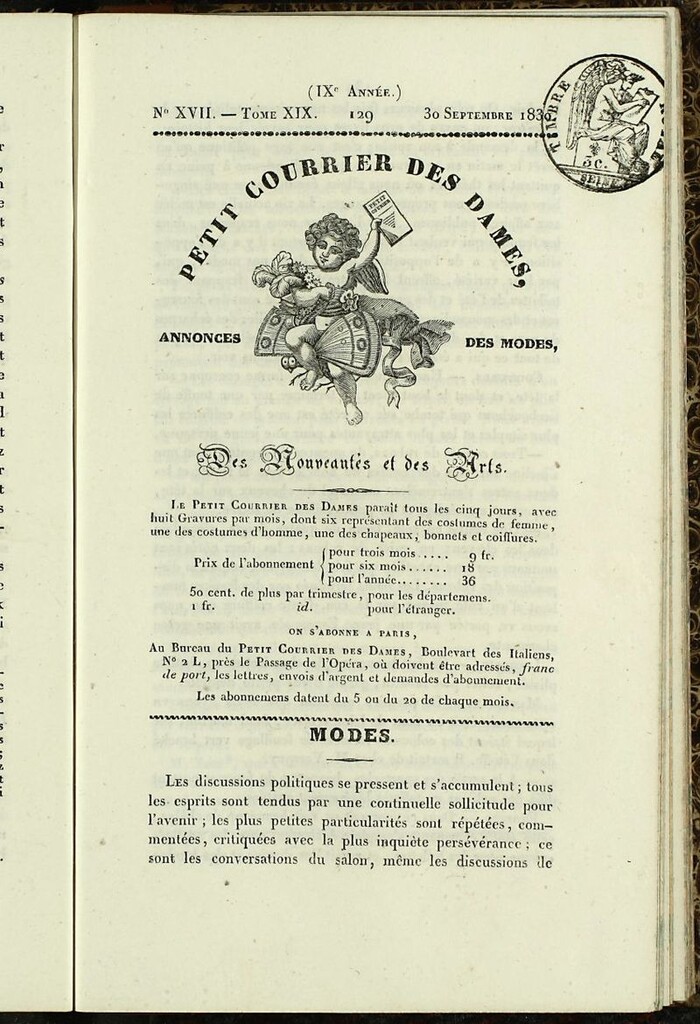 (IXe Année.)
No XVII. — Tome XIX. 129 30 Septembre 1830.
TIMBRE
5c.
SEINE
PETIT COURRIER DES DAMES,
PETIT
ANNONCES DES MODES,
Des Nouveautés et des Arts.
Le Petit Courrier des Dames paraît tous les cinq jours, avec
huit Gravures par mois, dont six représentant des costumes de femme,
une des costumes d'homme, une des chapeaux, bonnets et coiffures.
Prix de l'abonnement { pour trois mois ..... 9 fr.
pour six mois ...... 18
pour l'année........ 36
50 cent. de plus par trimestre, pour les départemens.
1 fr. id. pour l'étranger.
ON S'ABONNE A PARIS,
Au Bureau du Petit Courrier des Dames, Boulevart des Italiens,
No 2 L, près le Passage de l'Opéra, où doivent être adressés, franc
de port, les lettres, envois d'argent et demandes d'abonnement.
Les abonnemens datent du 5 ou du 20 de chaque mois.
MODES.
Les discussions politiques se pressent et s'accumulent; tous
les esprits sont tendus par une continuelle sollicitude pour
l'avenir; les plus petites particularités sont répétées, com-
mentées, critiquées avec la plus inquiète persévérance; ce
sont les conversations du salon, même les discussions de